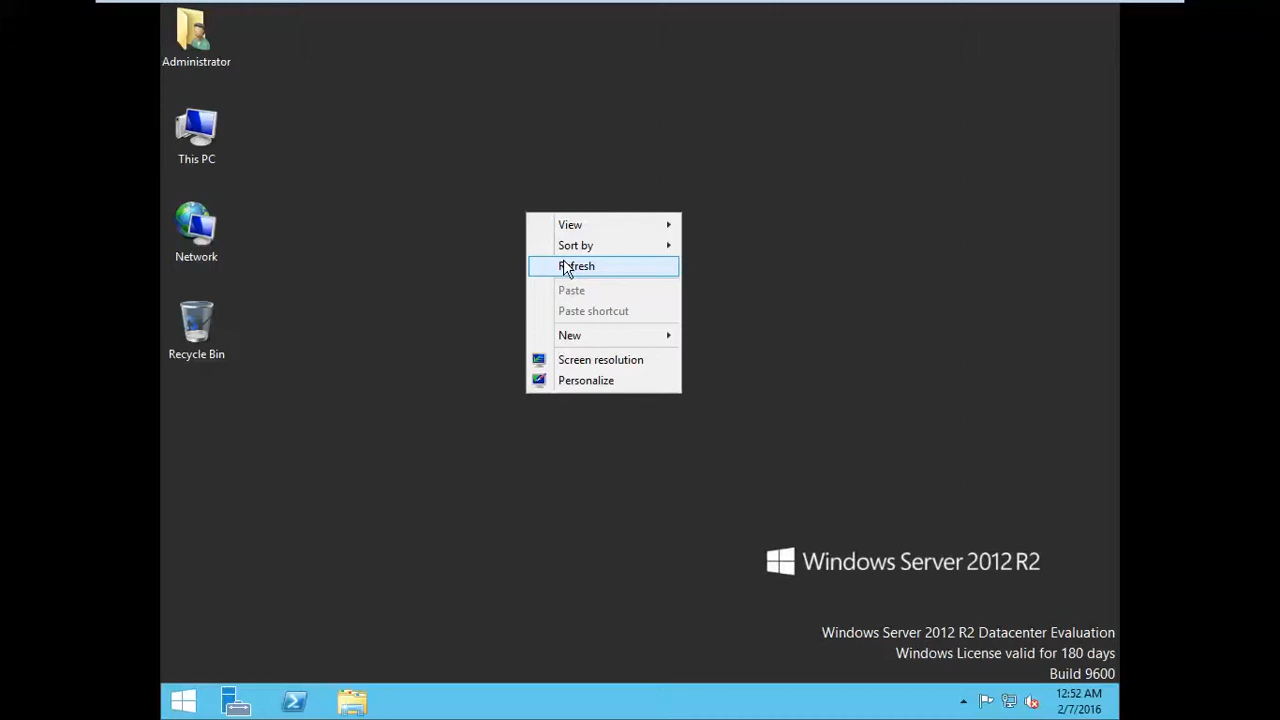 Administrator
This PC
Network
Recycle Bin
View
Sort by
Refresh
Paste
Paste shortcut
New
Screen resolution
Personalize
Windows Server 2012 R2
Windows Server 2012 R2 Datacenter Evaluation
Windows License valid for 180 days
Build 9600
12:52 AM
2/7/2016